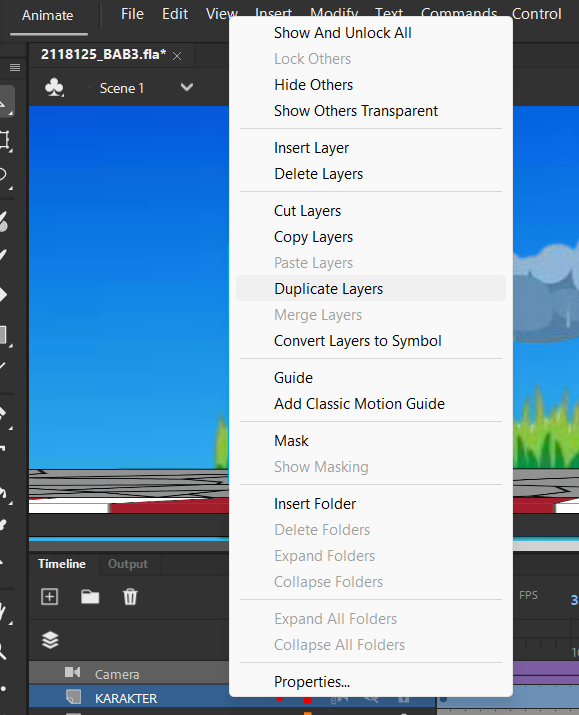 Animate
File Edit View Insert Modify Text Commands Control
2118125_BAB3.fla*
Scene 1
Show And Unlock All
Lock Others
Hide Others
Show Others Transparent
Insert Layer
Delete Layers
Cut Layers
Copy Layers
Paste Layers
Duplicate Layers
Merge Layers
Convert Layers to Symbol
Guide
Add Classic Motion Guide
Mask
Show Masking
Insert Folder
Delete Folders
Expand Folders
Collapse Folders
Expand All Folders
Collapse All Folders
Properties...
Timeline Output
FPS
Camera
KARAKTER